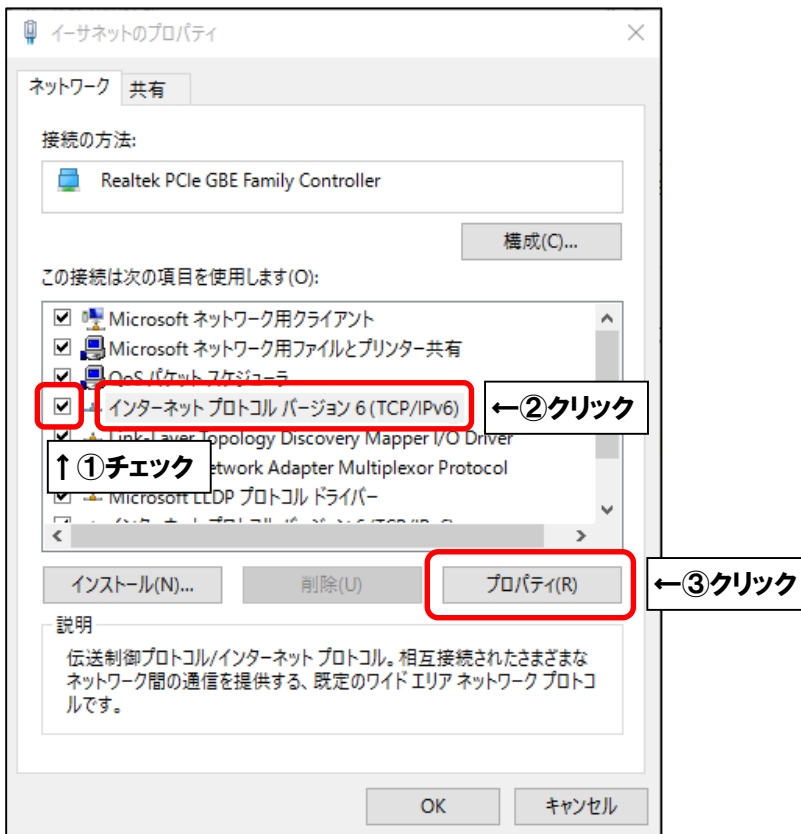 イーサネットのプロパティ
ネットワーク 共有
接続の方法:
Realtek PCIe GBE Family Controller
構成(C)...
この接続は次の項目を使用します(O):
Microsoft ネットワーク用クライアント
Microsoft ネットワーク用ファイルとプリンター共有
QoS パケット スケジューラ
インターネット プロトコル バージョン 6 (TCP/IPv6)
←②クリック
Link-Layer Topology Discovery Mapper I/O Driver
↑①チェック
etwork Adapter Multiplexor Protocol
Microsoft LLDP プロトコル ドライバー
インストール(N)... 削除(U) プロパティ(R)
←③クリック
説明
伝送制御プロトコル/インターネット プロトコル。相互接続されたさまざまな
ネットワーク間の通信を提供する、既定のワイド エリア ネットワーク プロトコ
ルです。
OK キャンセル